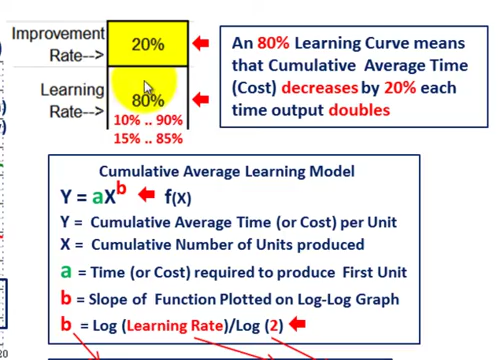 Improvement
Rate-->
20%
Learning
Rate-->
80%
10% .. 90%
15% .. 85%
An 80% Learning Curve means
that Cumulative Average Time
(Cost) decreases by 20% each
time output doubles
Cumulative Average Learning Model
Y = aX^b f(X)
Y = Cumulative Average Time (or Cost) per Unit
X = Cumulative Number of Units produced
a = Time (or Cost) required to produce First Unit
b = Slope of Function Plotted on Log-Log Graph
b = Log (Learning Rate)/Log (2)
20